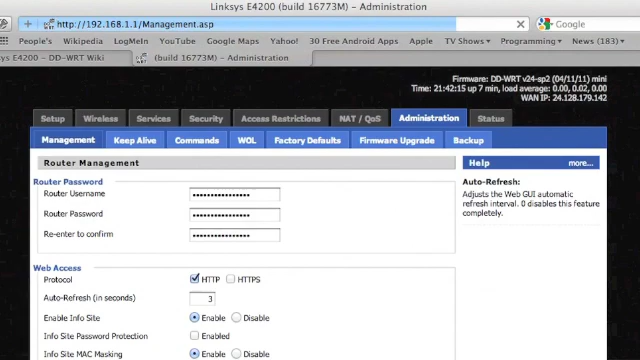 Linksys E4200 (build 16773M) - Administration
http://192.168.1.1/Management.asp
Google
People's Wikipedia LogMeIn YouTube Google Maps 30 Free Android Apps Apple TV Shows Programming News (183)
sys E4200 – DD-WRT Wiki
(build 16773M) - Administration
Firmware: DD-WRT v24-sp2 (04/11/11) mini
Time: 21:42:15 up 7 min, load average: 0.00, 0.02, 0.00
WAN IP: 24.128.179.142
Setup Wireless Services Security Access Restrictions NAT / QoS Administration Status
Management Keep Alive Commands WOL Factory Defaults Firmware Upgrade Backup
Router Management
Help more...
Router Password
Router Username
Router Password
Re-enter to confirm
Auto-Refresh:
Adjusts the Web GUI automatic
refresh interval. 0 disables this feature
completely.
Web Access
Protocol HTTP HTTPS
Auto-Refresh (in seconds) 3
Enable Info Site Enable Disable
Info Site Password Protection Enabled
Info Site MAC Masking Enable Disable